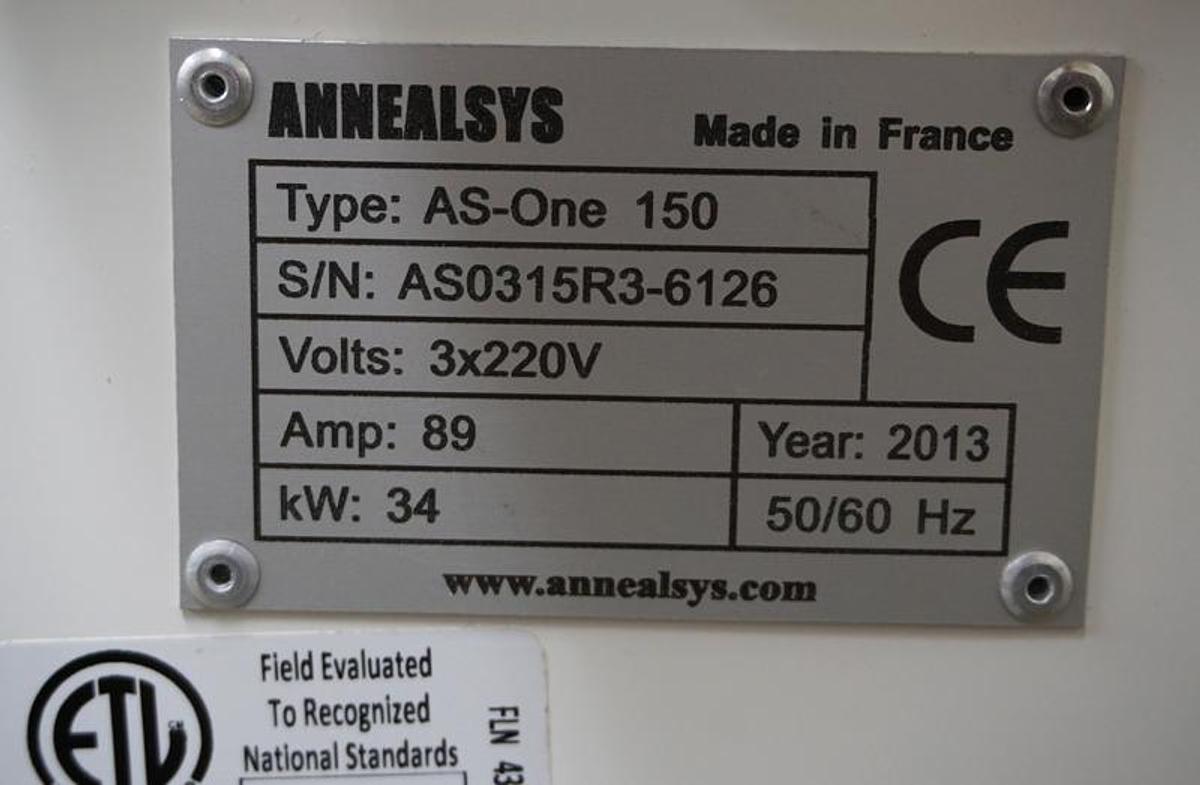 ANNEALSYS
Made in France
Type: AS-One 150
S/N: AS0315R3-6126
CE
Volts: 3x220V
Amp: 89
Year: 2013
kW: 34
50/60 Hz
www.annealsys.com
ETL
CM
Field Evaluated
To Recognized
National Standards
FLN 43